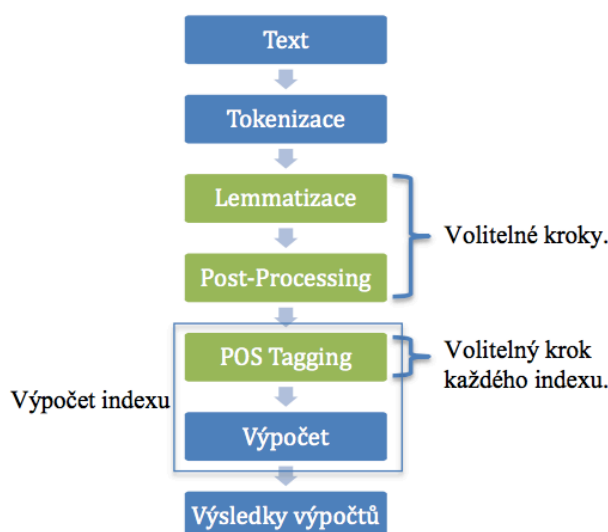 Text
Tokenizace
Lemmatizace
Volitelné kroky.
Post-Processing
POS Tagging
Volitelný krok
každého indexu.
Výpočet indexu
Výpočet
Výsledky výpočtů